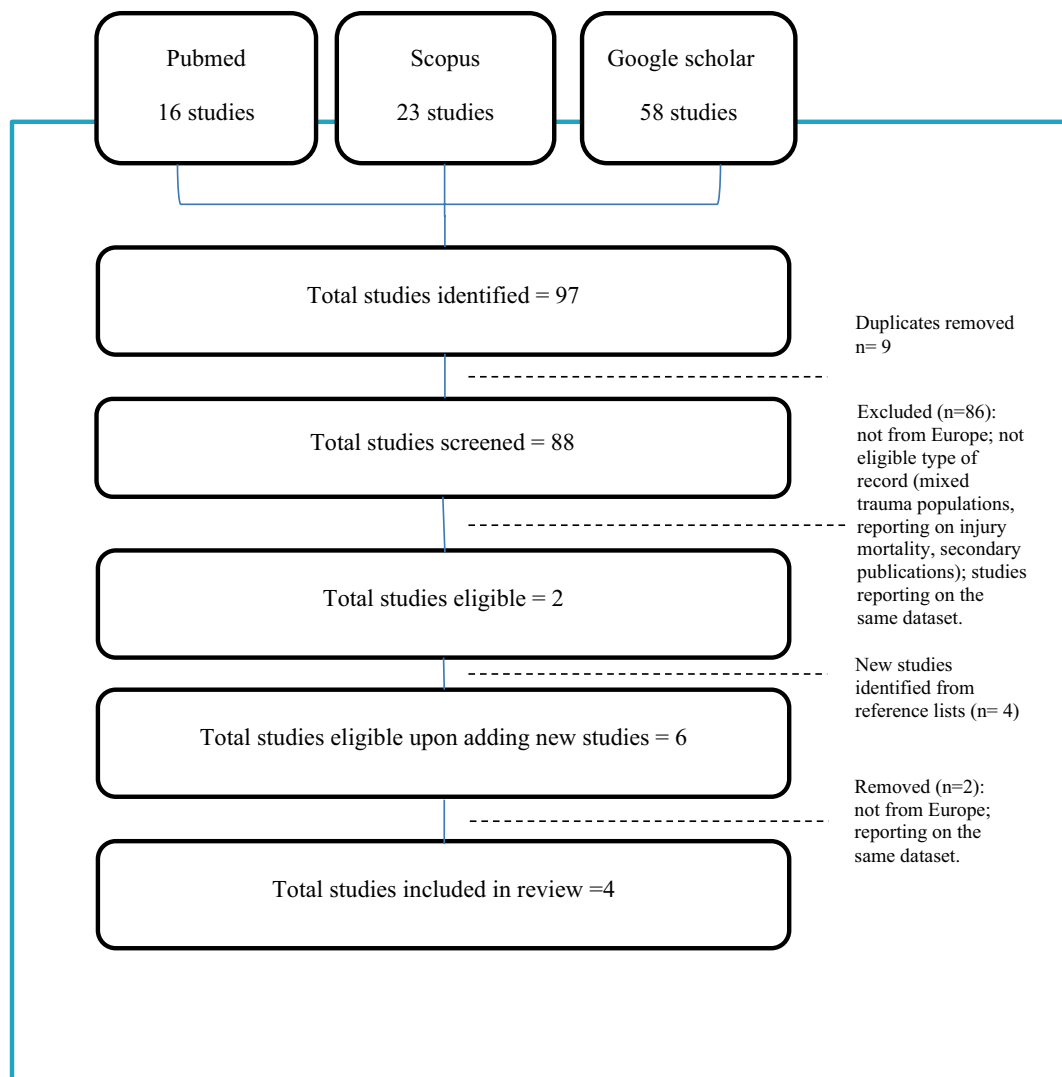 Pubmed
16 studies
Scopus
23 studies
Google scholar
58 studies
Total studies identified = 97
Duplicates removed
n= 9
Total studies screened = 88
Excluded (n=86):
not from Europe; not
eligible type of
record (mixed
trauma populations,
reporting on injury
mortality, secondary
publications); studies
reporting on the
same dataset.
Total studies eligible = 2
New studies
identified from
reference lists (n= 4)
Total studies eligible upon adding new studies = 6
Removed (n=2):
not from Europe;
reporting on the
same dataset.
Total studies included in review =4